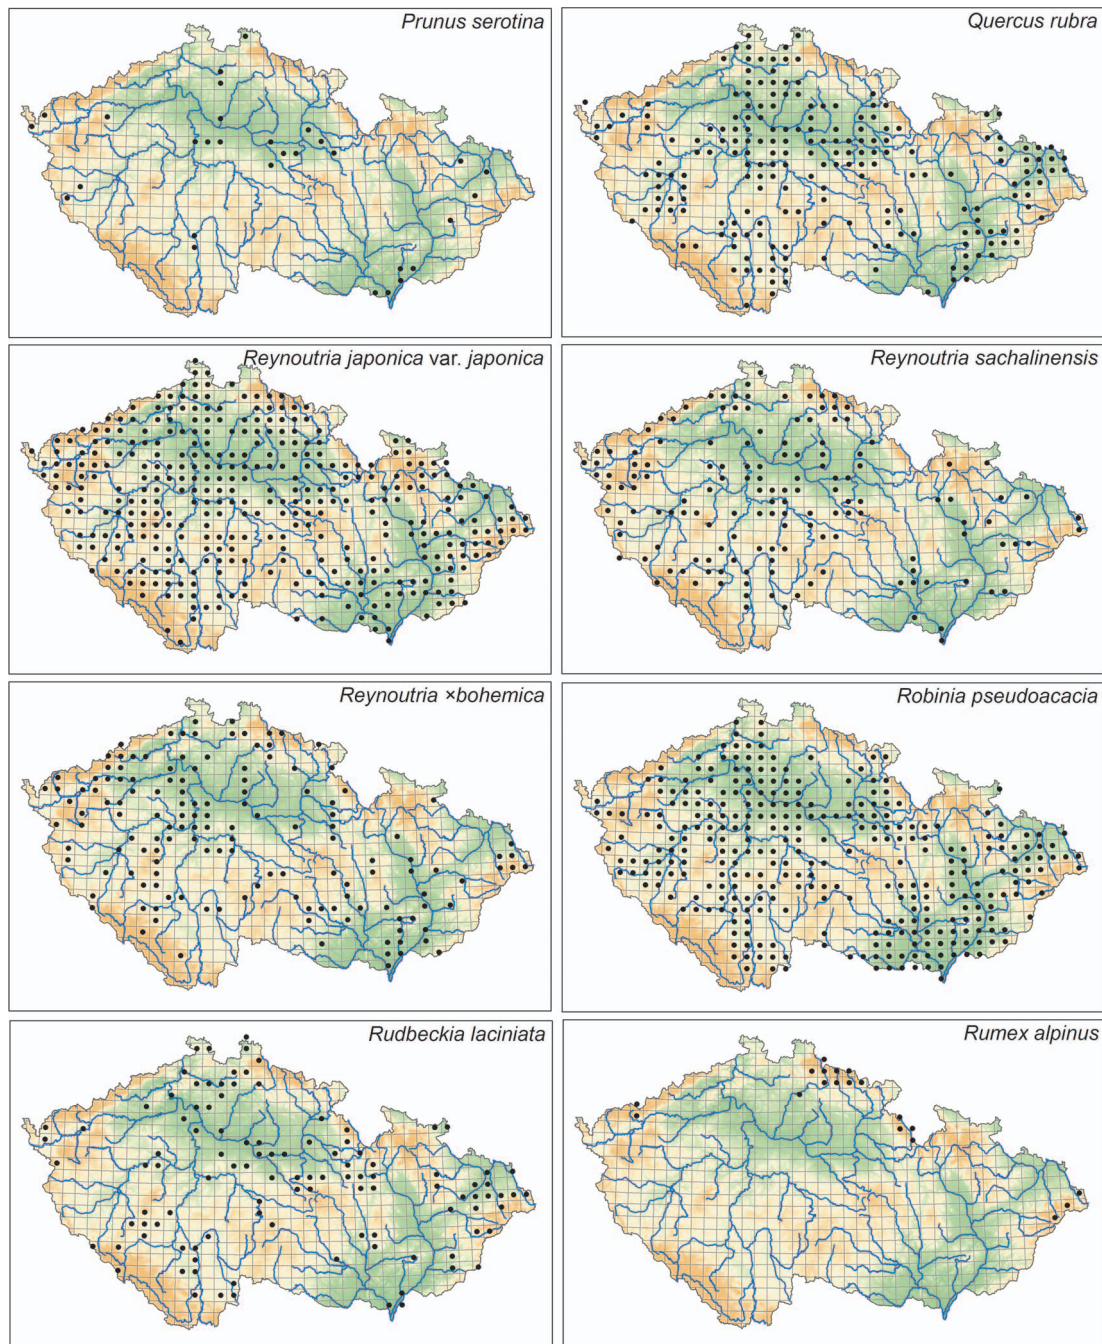 Prunus serotina
Quercus rubra
Reynoutria japonica var. japonica
Reynoutria sachalinensis
Reynoutria ×bohemica
Robinia pseudoacacia
Rudbeckia laciniata
Rumex alpinus